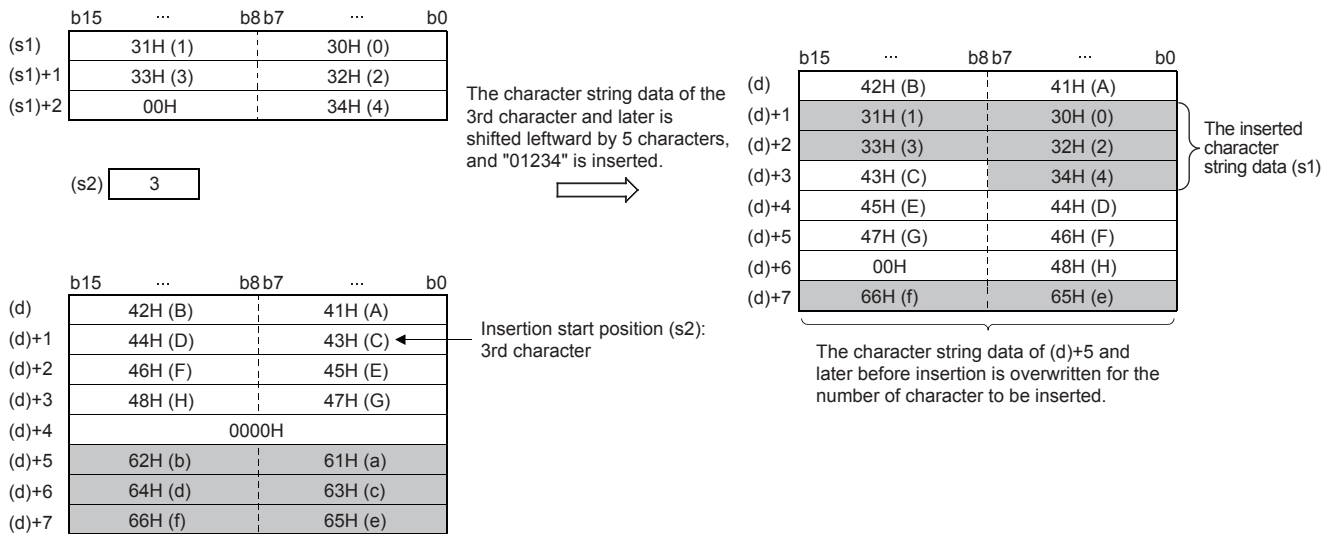 b15 ... b8 b7 ... b0
(s1) 31H (1) 30H (0)
(s1)+1 33H (3) 32H (2)
(s1)+2 00H 34H (4)
(s2) 3
The character string data of the
3rd character and later is
shifted leftward by 5 characters,
and "01234" is inserted.
b15 ... b8 b7 ... b0
(d) 42H (B) 41H (A)
(d)+1 44H (D) 43H (C)
(d)+2 46H (F) 45H (E)
(d)+3 48H (H) 47H (G)
(d)+4 0000H
(d)+5 62H (b) 61H (a)
(d)+6 64H (d) 63H (c)
(d)+7 66H (f) 65H (e)
Insertion start position (s2):
3rd character
b15 ... b8 b7 ... b0
(d) 42H (B) 41H (A)
(d)+1 31H (1) 30H (0)
(d)+2 33H (3) 32H (2)
(d)+3 43H (C) 34H (4)
(d)+4 45H (E) 44H (D)
(d)+5 47H (G) 46H (F)
(d)+6 00H 48H (H)
(d)+7 66H (f) 65H (e)
The inserted
character
string data (s1)
The character string data of (d)+5 and
later before insertion is overwritten for the
number of character to be inserted.